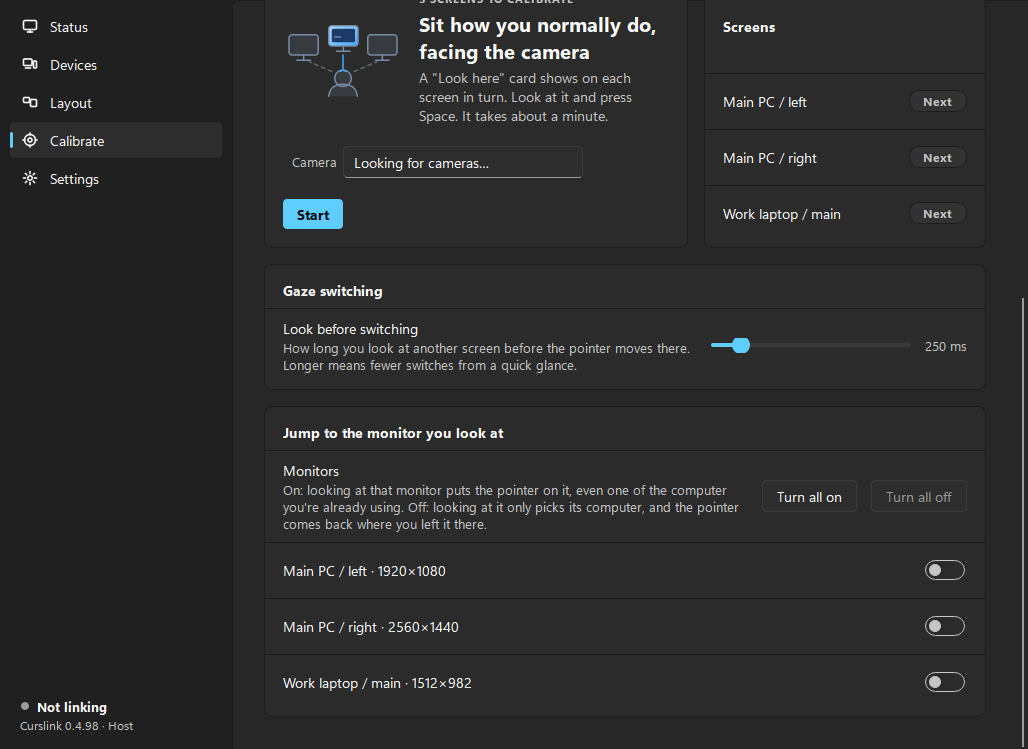 Status
Devices
Layout
Calibrate
Settings
Not linking
Curslink 0.4.98 · Host
3 SCREENS TO CALIBRATE
Sit how you normally do,
facing the camera
A "Look here" card shows on each
screen in turn. Look at it and press
Space. It takes about a minute.
Camera
Looking for cameras...
Start
Screens
Main PC / left
Next
Main PC / right
Next
Work laptop / main
Next
Gaze switching
Look before switching
How long you look at another screen before the pointer moves there.
Longer means fewer switches from a quick glance.
250 ms
Jump to the monitor you look at
Monitors
On: looking at that monitor puts the pointer on it, even one of the computer
you're already using. Off: looking at it only picks its computer, and the pointer
comes back where you left it there.
Turn all on
Turn all off
Main PC / left · 1920×1080
Main PC / right · 2560×1440
Work laptop / main · 1512×982